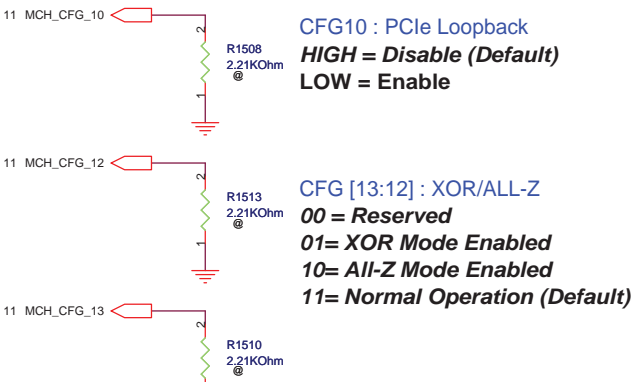 11 MCH_CFG_10
2
R1508
2.21KOhm
@
1
CFG10 : PCIe Loopback
HIGH = Disable (Default)
LOW = Enable
11 MCH_CFG_12
2
R1513
2.21KOhm
@
1
CFG [13:12] : XOR/ALL-Z
00 = Reserved
01= XOR Mode Enabled
10= All-Z Mode Enabled
11= Normal Operation (Default)
11 MCH_CFG_13
2
R1510
2.21KOhm
@